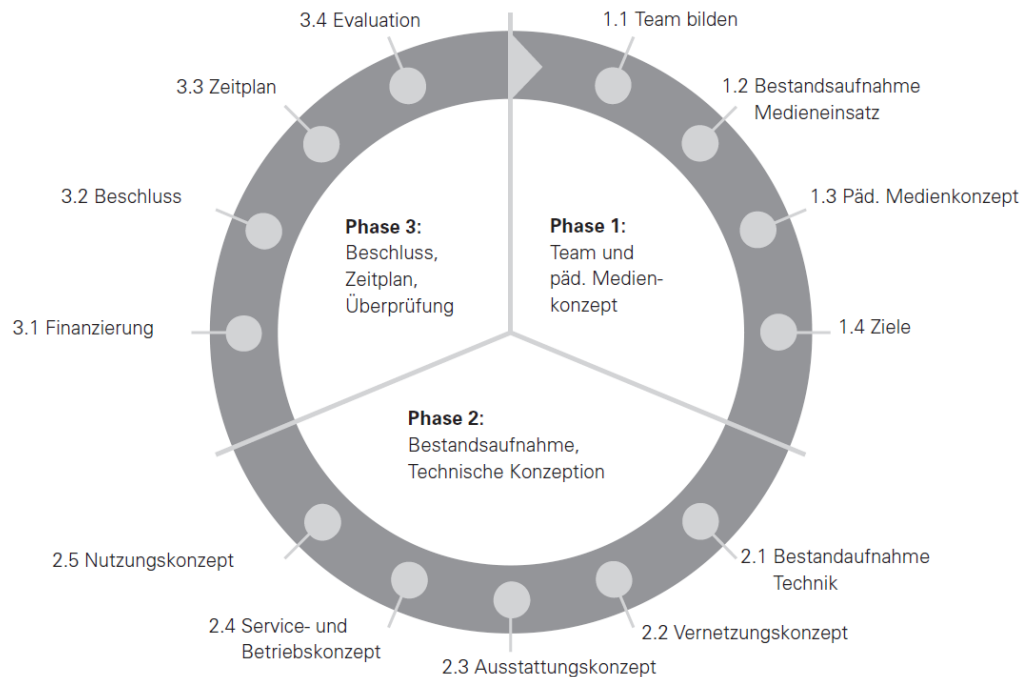 1.1 Team bilden
1.2 Bestandsaufnahme
Medieneinsatz
1.3 Päd. Medienkonzept
1.4 Ziele
Phase 1:
Team und
päd. Medien-
konzept
2.1 Bestandaufnahme
Technik
2.2 Vernetzungskonzept
2.3 Ausstattungskonzept
2.4 Service- und
Betriebskonzept
2.5 Nutzungskonzept
Phase 2:
Bestandsaufnahme,
Technische Konzeption
3.1 Finanzierung
3.2 Beschluss
3.3 Zeitplan
3.4 Evaluation
Phase 3:
Beschluss,
Zeitplan,
Überprüfung